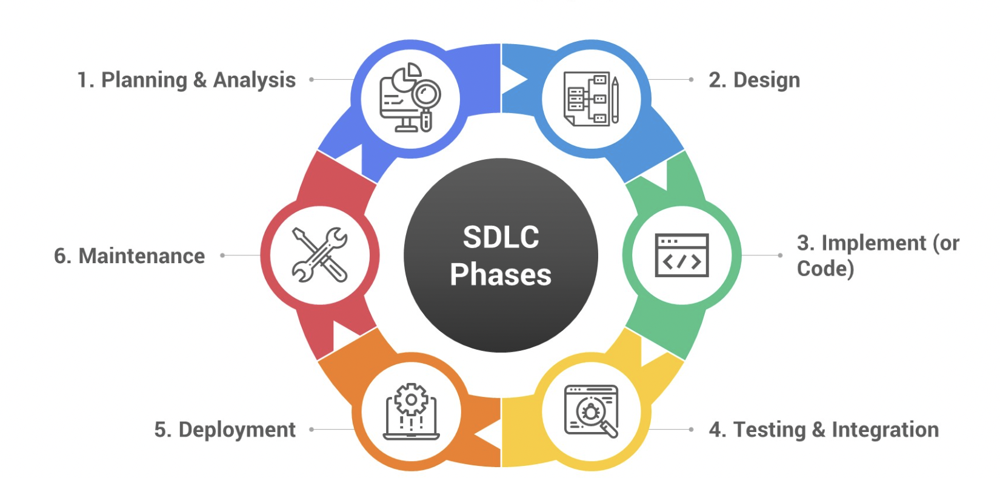 1. Planning & Analysis
2. Design
SDLC
Phases
3. Implement (or
Code)
6. Maintenance
5. Deployment
4. Testing & Integration